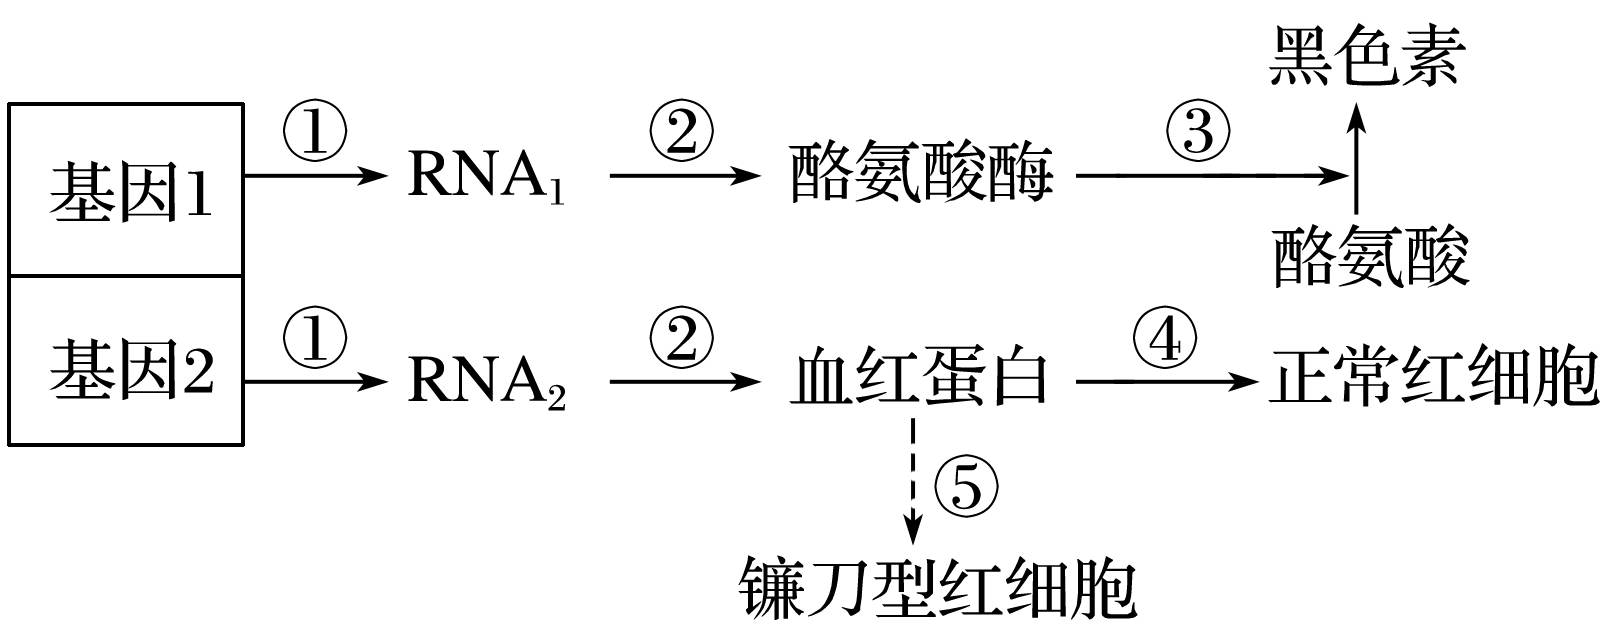 黑色素
① ② ③
基因1 RNA₁ 酪氨酸酶
酪氨酸
① ② ④
基因2 RNA₂ 血红蛋白 正常红细胞
⑤
镰刀型红细胞